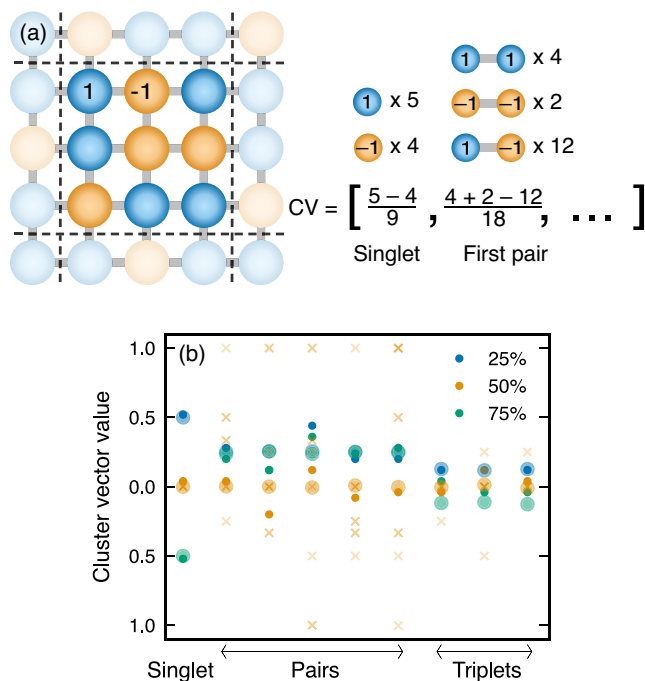 (a)
1 -1
1 1 x 4
1 x 5
−1 −1 x 2
−1 x 4
1 −1 x 12
CV = [ 5 − 4 / 9 , 4 + 2 − 12 / 18 , ... ]
Singlet First pair
(b)
25%
50%
75%
1.0
0.5
0.0
0.5
1.0
Cluster vector value
Singlet Pairs Triplets